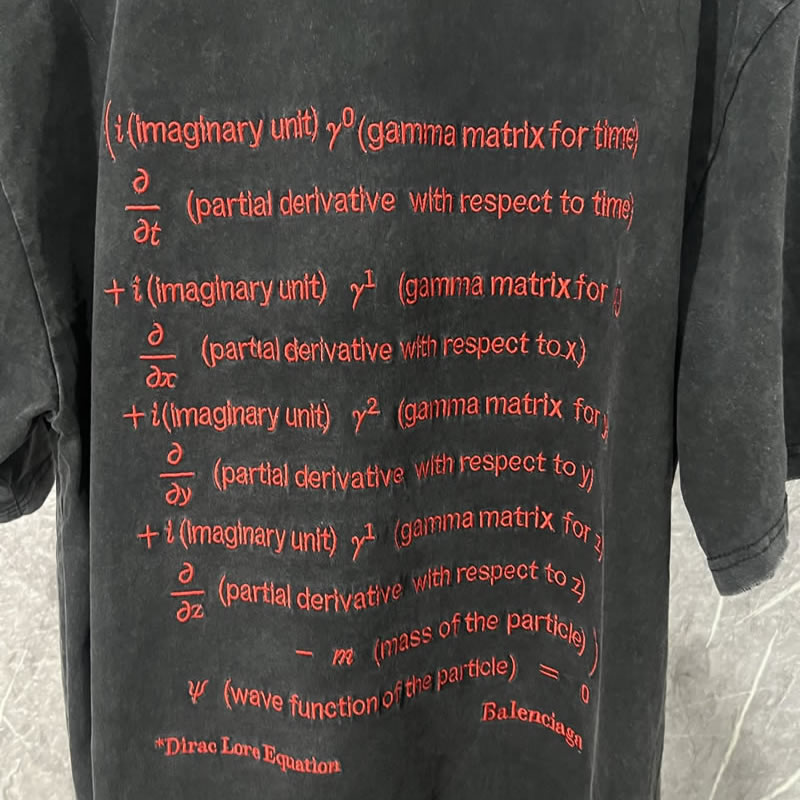 (i (imaginary unit) γ⁰ (gamma matrix for time)
∂/∂t (partial derivative with respect to time)
+ i (imaginary unit) γ¹ (gamma matrix for
∂/∂x (partial derivative with respect to x)
+ i (imaginary unit) γ² (gamma matrix for y
∂/∂y (partial derivative with respect to y)
+ i (imaginary unit) γ¹ (gamma matrix for z)
∂/∂z (partial derivative with respect to z)
− m (mass of the particle) )
ψ (wave function of the particle) = 0
Balenciaga
*Dirac Lore Equation